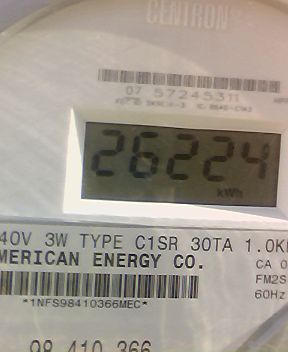 CENTRON
07 57245311
26224
kWh
40V 3W TYPE C1SR 30TA 1.0K
MERICAN ENERGY CO.
CA 0
FM2S
*1NFS98410366MEC*
60Hz
98 410 366